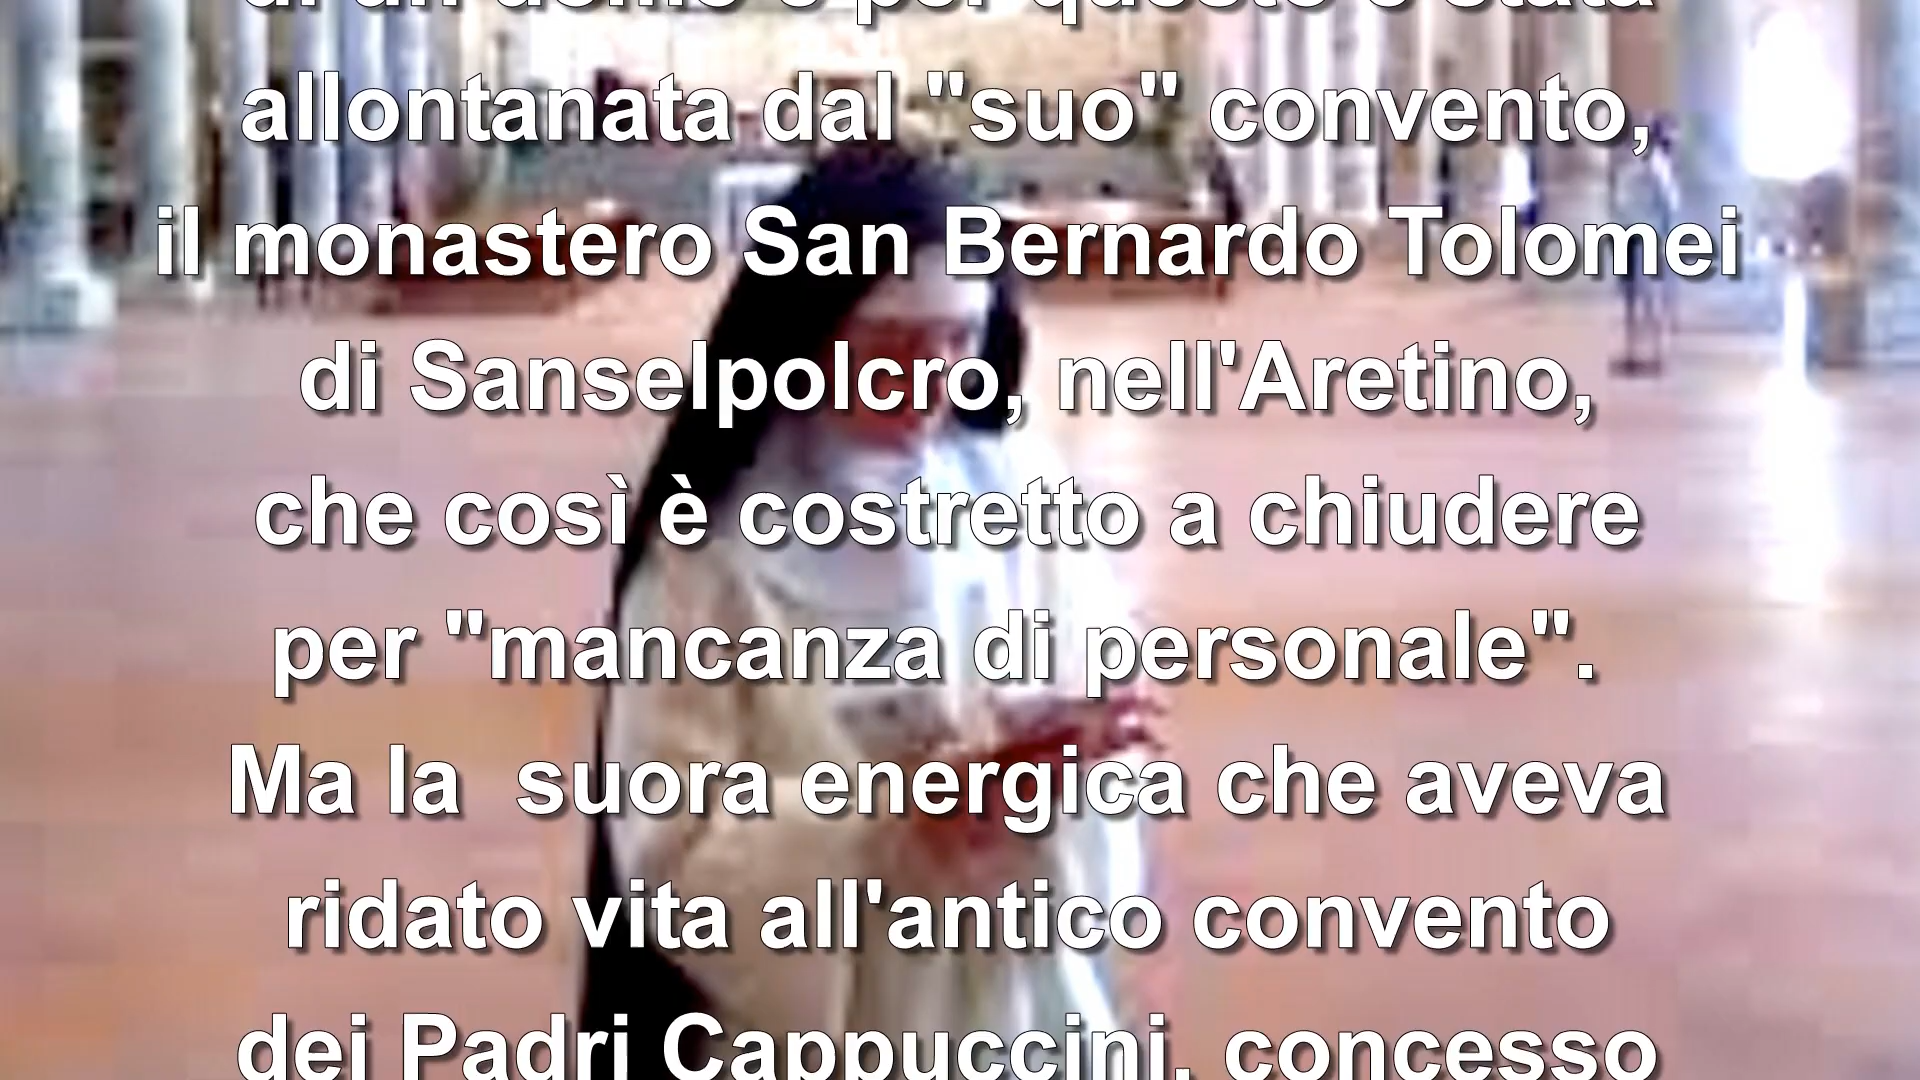 di un uomo e per questo è stata
allontanata dal "suo" convento,
il monastero San Bernardo Tolomei
di Sanselpolcro, nell'Aretino,
che così è costretto a chiudere
per "mancanza di personale".
Ma la  suora energica che aveva
ridato vita all'antico convento
dei Padri Cappuccini, concesso